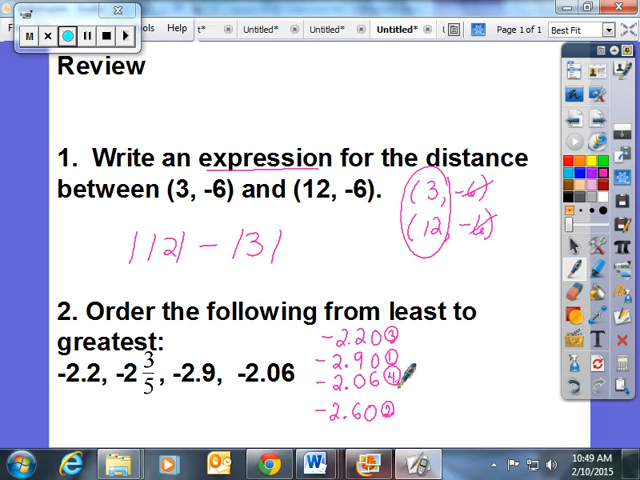 M
t*
Untitled*
Untitled*
Untitled*
Page 1 of 1
Best Fit
Tools
Help
Review
1. Write an expression for the distance
between (3, -6) and (12, -6).
(3, -6)
(12, -6)
|12| - |3|
2. Order the following from least to
greatest:
-2.2, -2 3/5, -2.9, -2.06
-2.20 3
-2.90 1
-2.06 4
-2.60 2
10:49 AM
2/10/2015